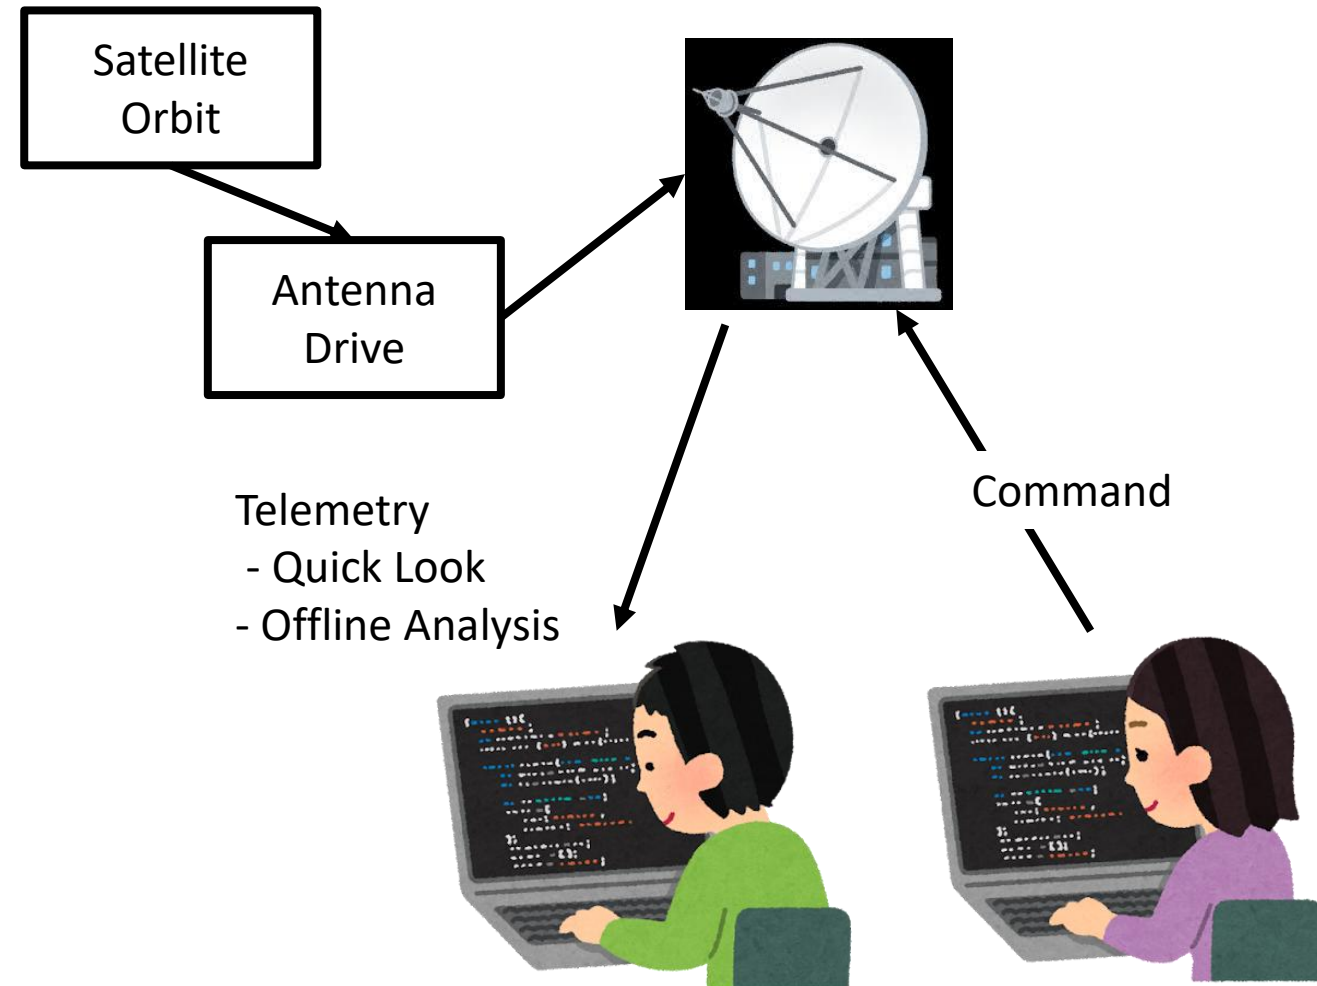 Satellite
Orbit
Antenna
Drive
Telemetry
- Quick Look
- Offline Analysis
Command